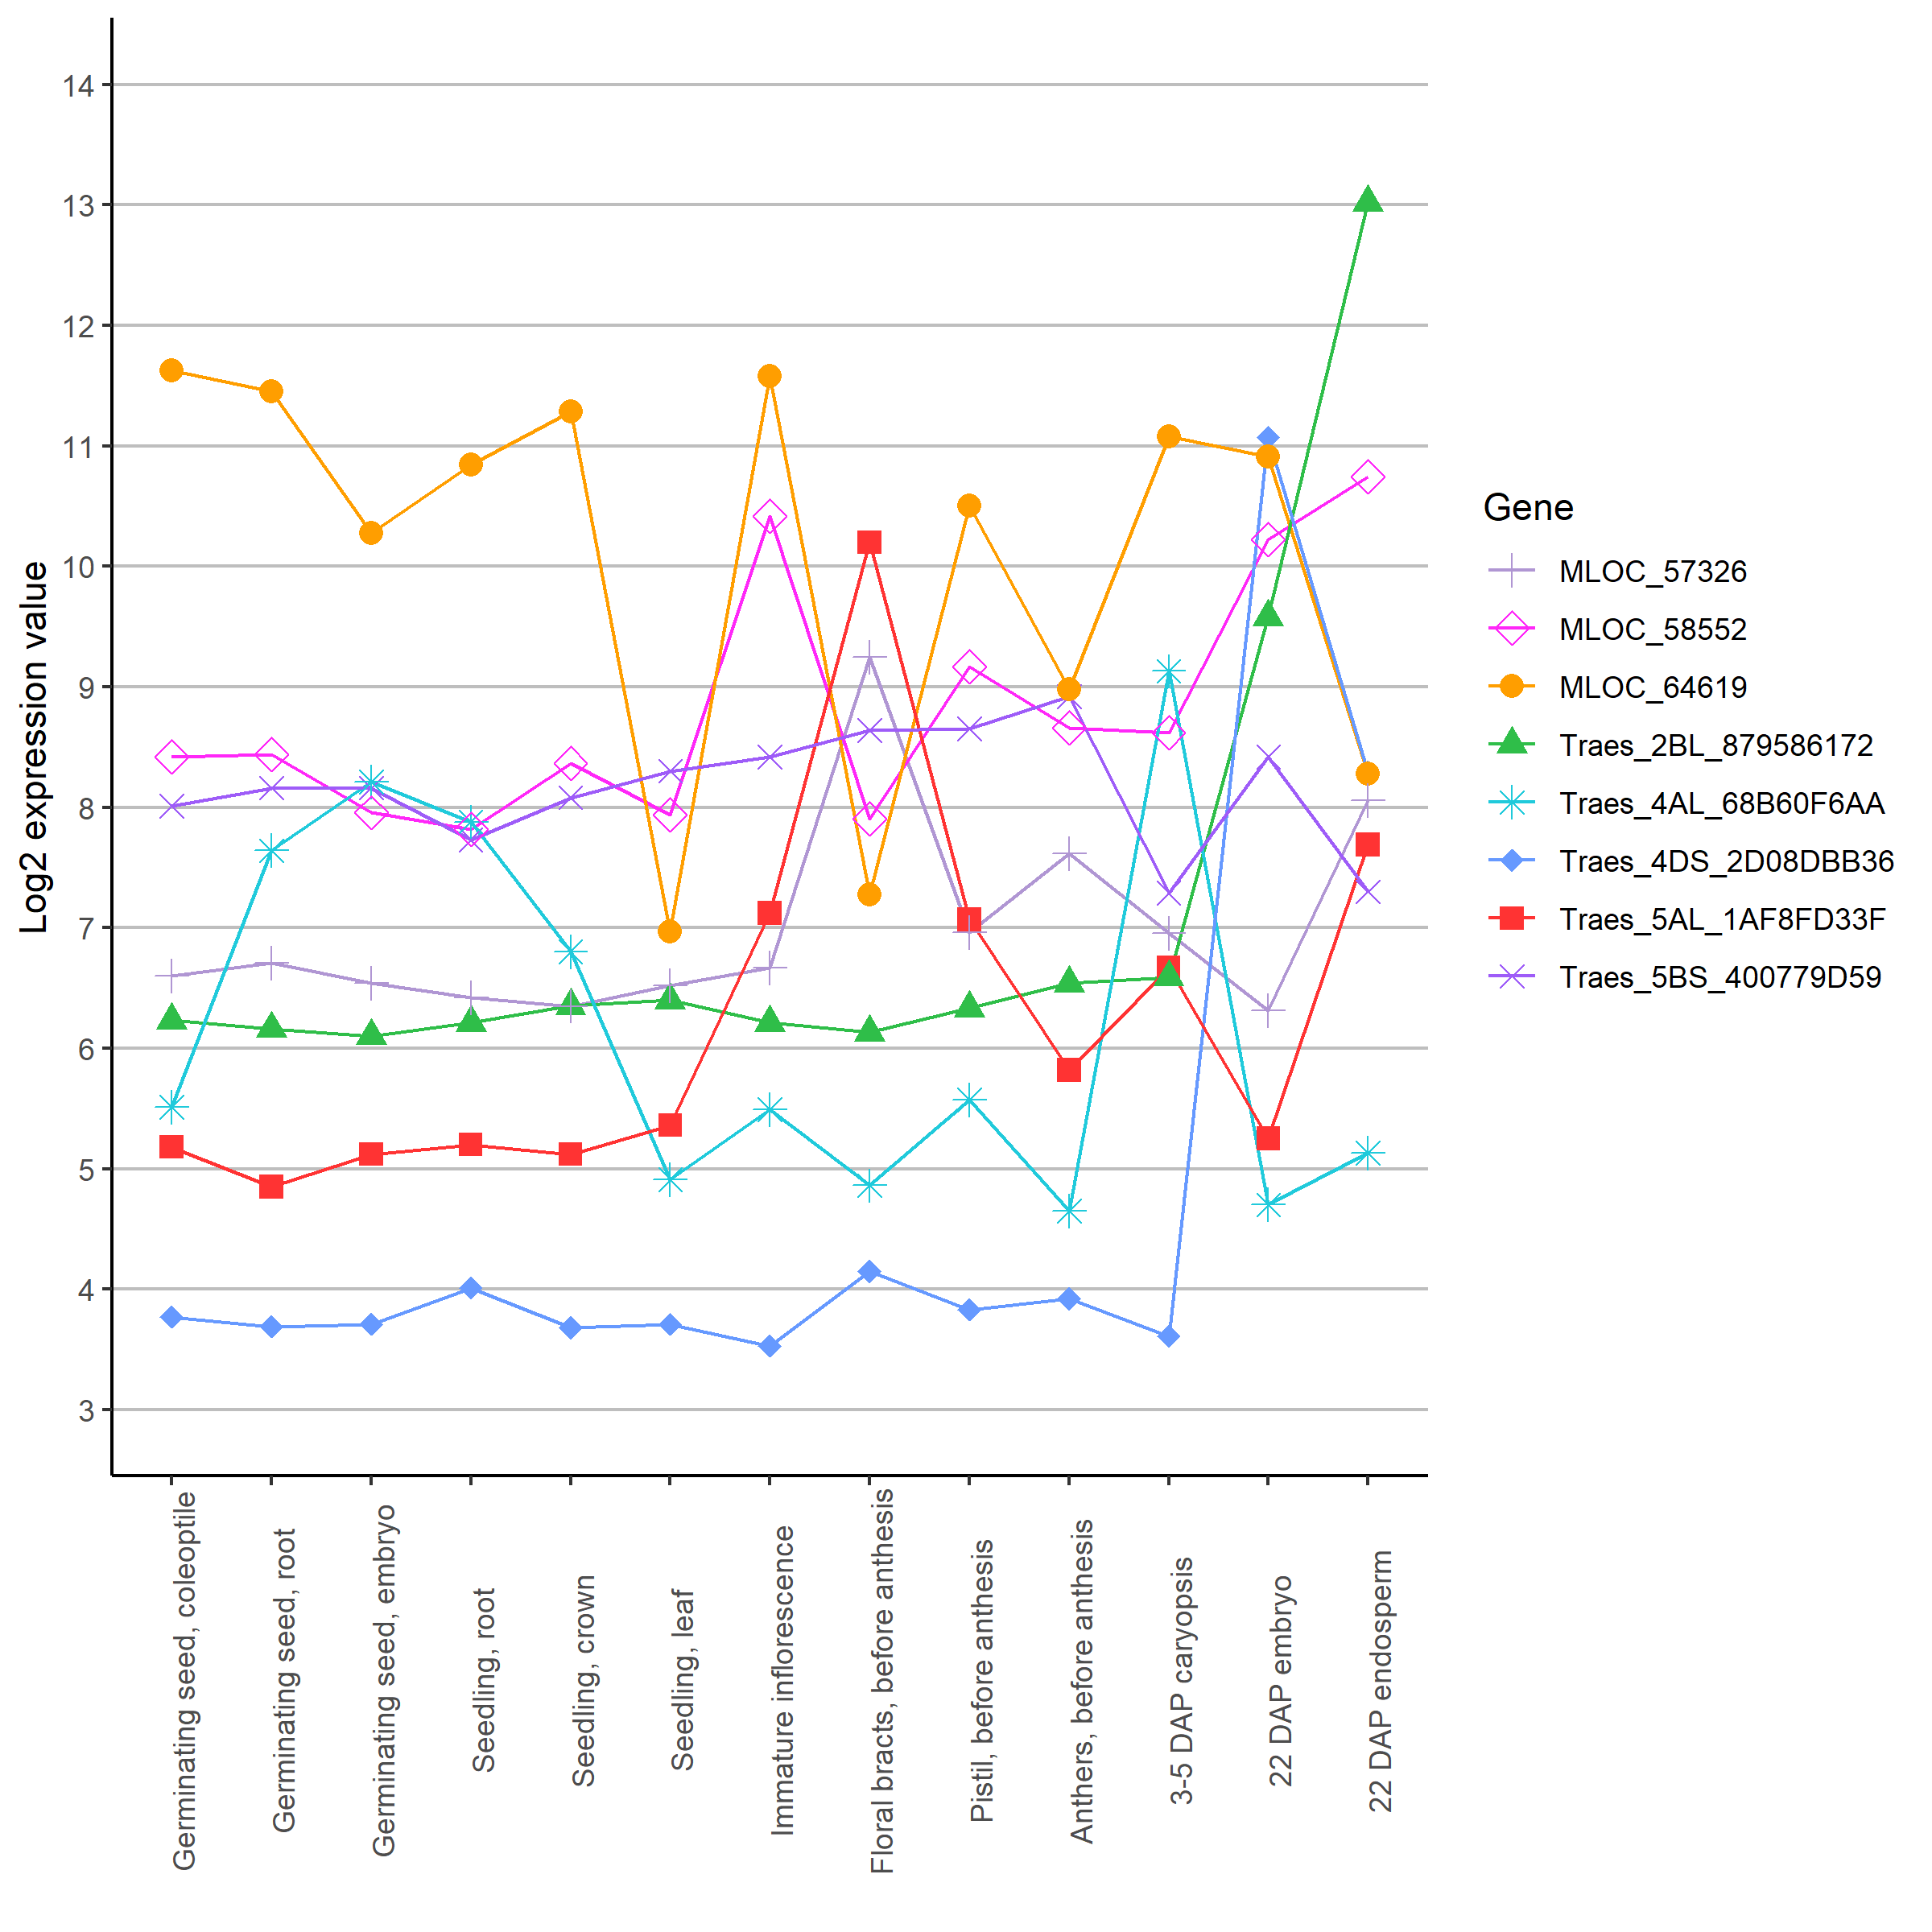 Log2 expression value
14
13
12
11
10
9
8
7
6
5
4
3
Germinating seed, coleoptile
Germinating seed, root
Germinating seed, embryo
Seedling, root
Seedling, crown
Seedling, leaf
Immature inflorescence
Floral bracts, before anthesis
Pistil, before anthesis
Anthers, before anthesis
3-5 DAP caryopsis
22 DAP embryo
22 DAP endosperm
Gene
MLOC_57326
MLOC_58552
MLOC_64619
Traes_2BL_879586172
Traes_4AL_68B60F6AA
Traes_4DS_2D08DBB36
Traes_5AL_1AF8FD33F
Traes_5BS_400779D59